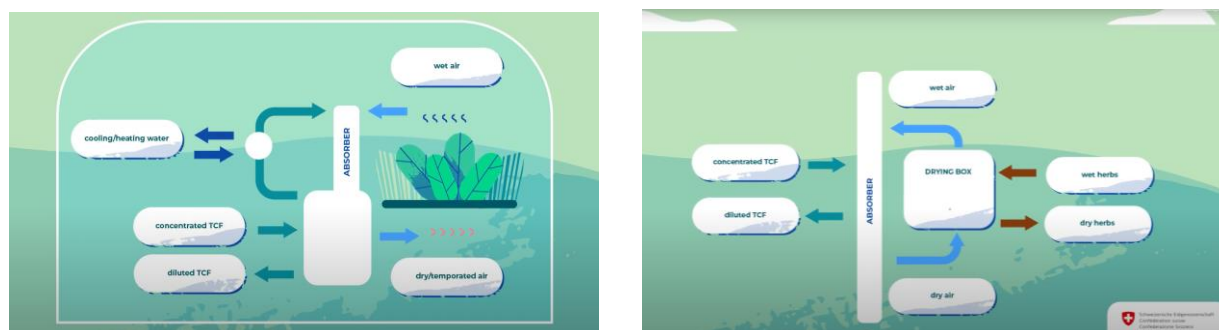 wet air
cooling/heating water
ABSORBER
concentrated TCF
diluted TCF
dry/temporated air
wet air
concentrated TCF
DRYING BOX
wet herbs
ABSORBER
diluted TCF
dry herbs
dry air
Schweizerische Eidgenossenschaft
Confédération suisse
Confederazione Svizzera